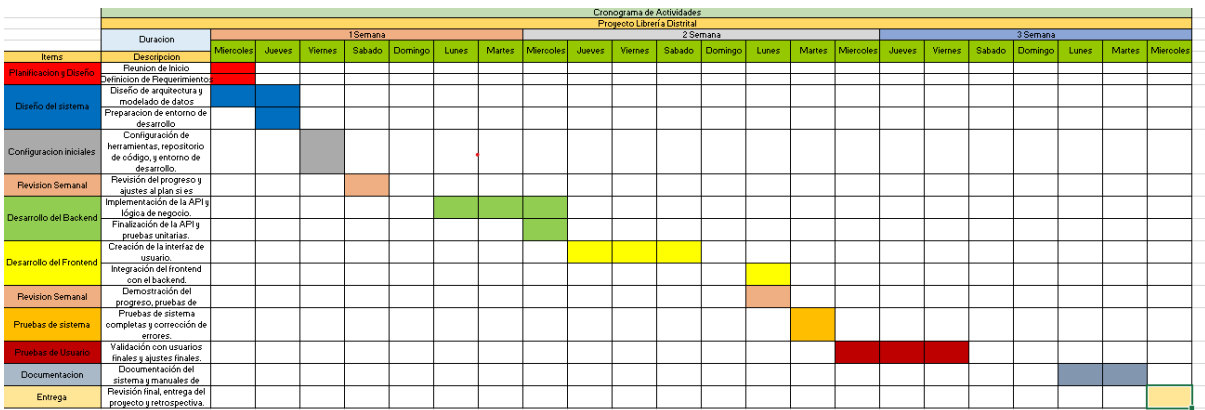 Cronograma de Actividades
Proyecto Librería Distrital
Duracion
1 Semana 2 Semana 3 Semana
Miercoles Jueves Viernes Sabado Domingo Lunes Martes Miercoles Jueves Viernes Sabado Domingo Lunes Martes Miercoles Jueves Viernes Sabado Domingo Lunes Martes Miercoles
Items Descripcion
Planificacion y Diseño
Reunion de Inicio
Definicion de Requerimientos
Diseño del sistema
Diseño de arquitectura y
modelado de datos
Preparacion de entorno de
desarrollo
Configuracion iniciales
Configuración de
herramientas, repositorio
de código, y entorno de
desarrollo.
Revision Semanal
Revisión del progreso y
ajustes al plan si es
Desarrollo del Backend
Implementación de la API y
lógica de negocio.
Finalización de la API y
pruebas unitarias.
Desarrollo del Frontend
Creación de la interfaz de
usuario.
Integración del frontend
con el backend.
Revision Semanal
Demostración del
progreso, pruebas de
Pruebas de sistema
Pruebas de sistema
completas y corrección de
errores.
Pruebas de Usuario
Validación con usuarios
finales y ajustes finales.
Documentacion
Documentación del
sistema y manuales de
Entrega
Revisión final, entrega del
proyecto y retrospectiva.